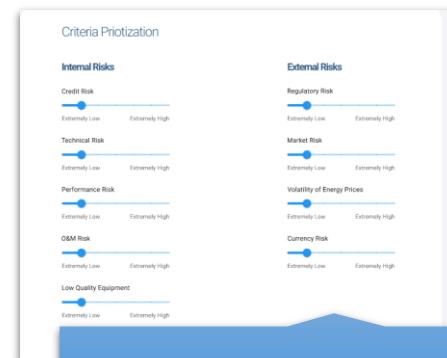 Criteria Priotization
Internal Risks
Credit Risk
Extremely Low Extremely High
Technical Risk
Extremely Low Extremely High
Performance Risk
Extremely Low Extremely High
O&M Risk
Extremely Low Extremely High
Low Quality Equipment
Extremely Low Extremely High
External Risks
Regulatory Risk
Extremely Low Extremely High
Market Risk
Extremely Low Extremely High
Volatility of Energy Prices
Extremely Low Extremely High
Currency Risk
Extremely Low Extremely High